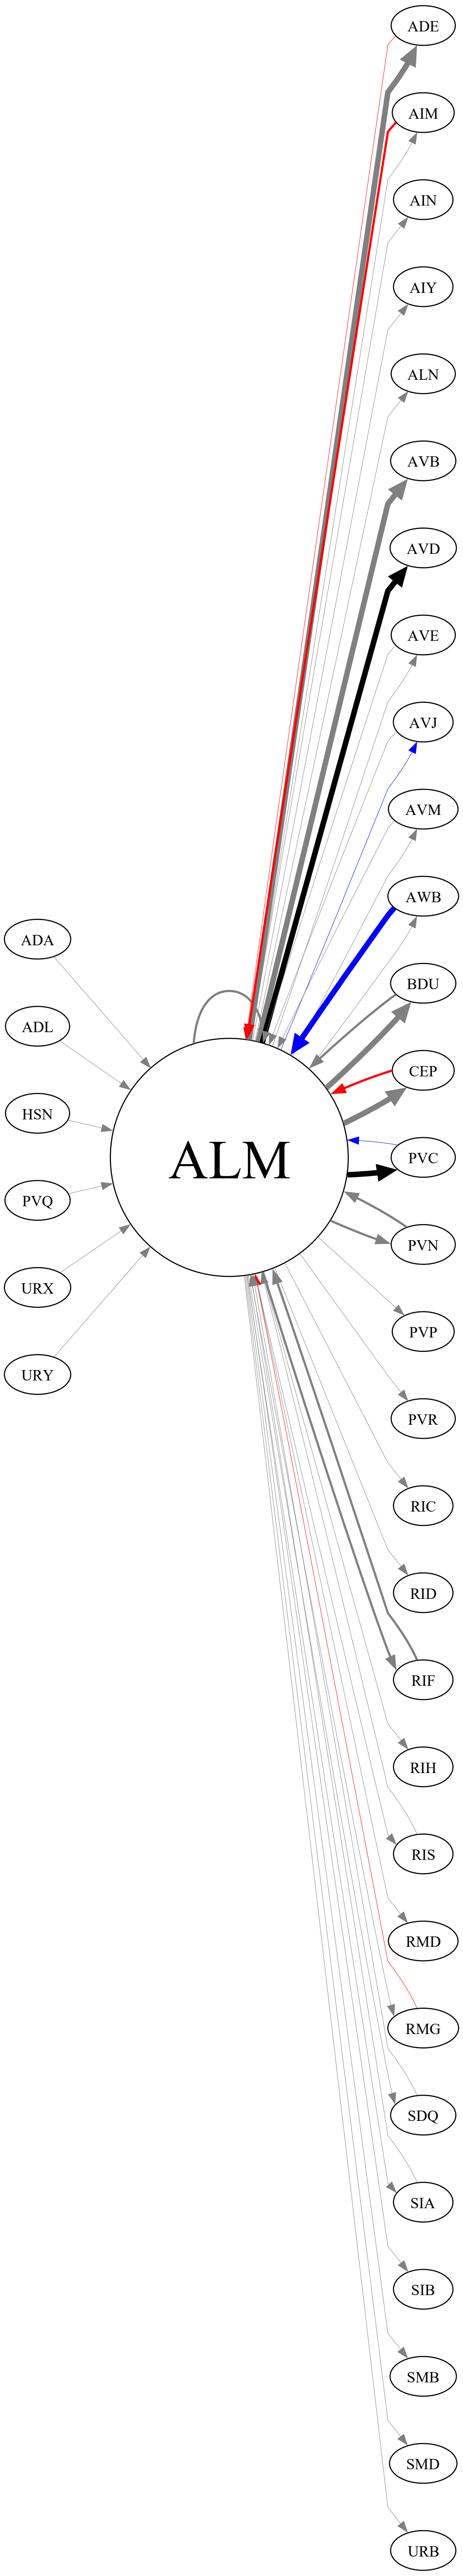 ADE
AIM
AIN
AIY
ALN
AVB
AVD
AVE
AVJ
AVM
AWB
ADA
BDU
ADL
CEP
HSN
ALM
PVC
PVQ
PVN
URX
PVP
URY
PVR
RIC
RID
RIF
RIH
RIS
RMD
RMG
SDQ
SIA
SIB
SMB
SMD
URB